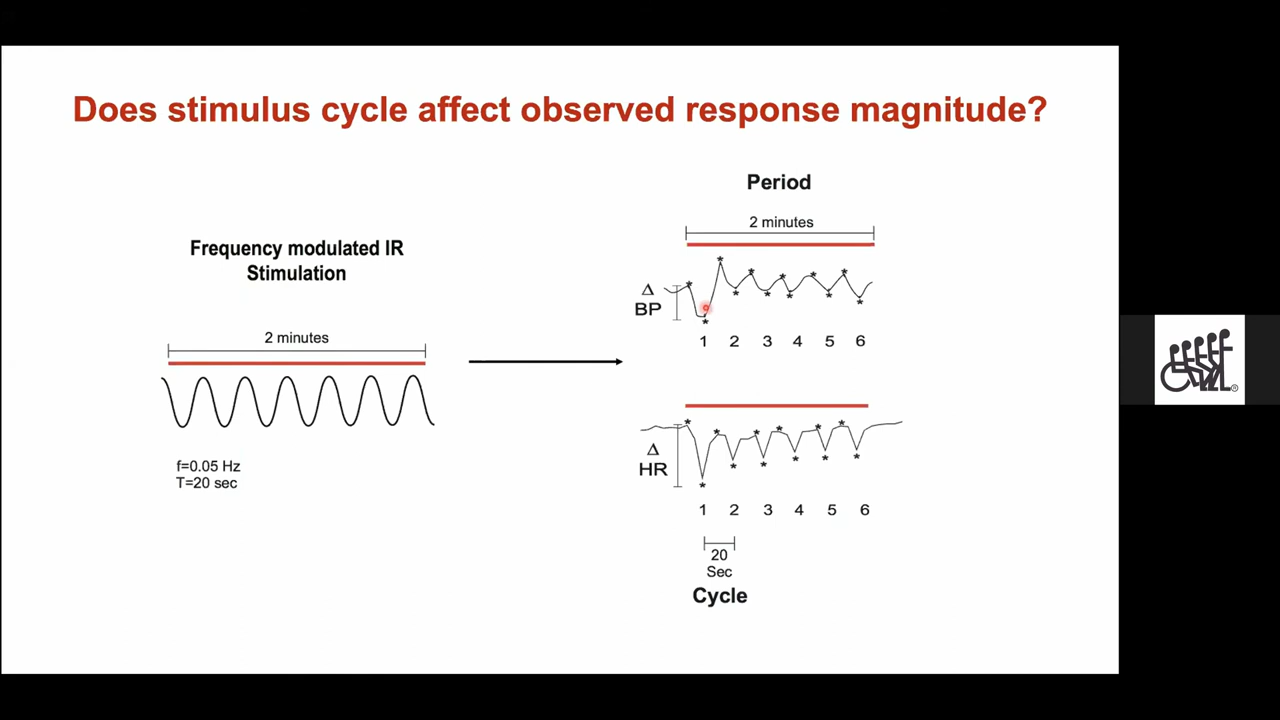 Does stimulus cycle affect observed response magnitude?
Frequency modulated IR
Stimulation
2 minutes
f=0.05 Hz
T=20 sec
Period
2 minutes
Δ
BP
1 2 3 4 5 6
Δ
HR
1 2 3 4 5 6
20
Sec
Cycle